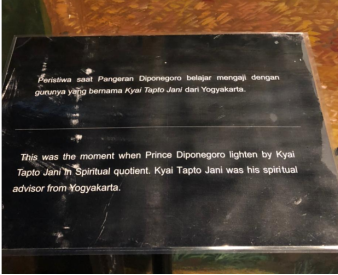 Peristiwa saat Pangeran Diponegoro belajar mengaji dengan
gurunya yang bernama Kyai Tapto Jani dari Yogyakarta.
This was the moment when Prince Diponegoro lighten by Kyai
Tapto Jani in Spiritual quotient. Kyai Tapto Jani was his spiritual
advisor from Yogyakarta.